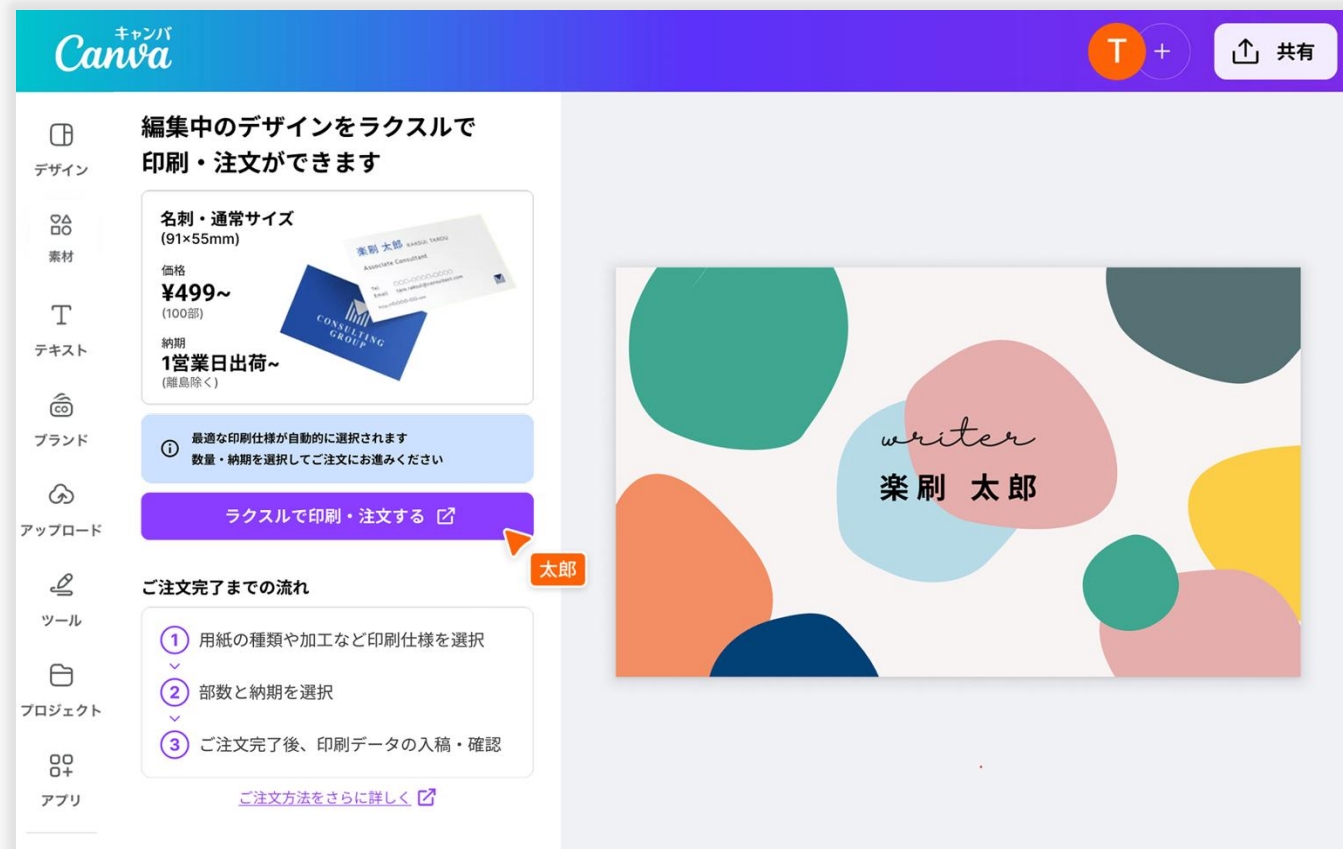 キャンバ
Canva
T
+
共有
デザイン
素材
テキスト
CO
ブランド
アップロード
ツール
プロジェクト
アプリ
編集中のデザインをラクスルで
印刷・注文ができます
名刺・通常サイズ
(91×55mm)
価格
¥499~
(100部)
納期
1営業日出荷~
(離島除く)
楽刷 太郎 RAKSUL TAROU
Associate Consultant
Tel
Email
CONSULTING
GROUP
最適な印刷仕様が自動的に選択されます
数量・納期を選択してご注文にお進みください
ラクスルで印刷・注文する
太郎
ご注文完了までの流れ
1 用紙の種類や加工など印刷仕様を選択
2 部数と納期を選択
3 ご注文完了後、印刷データの入稿・確認
ご注文方法をさらに詳しく
writer
楽刷 太郎